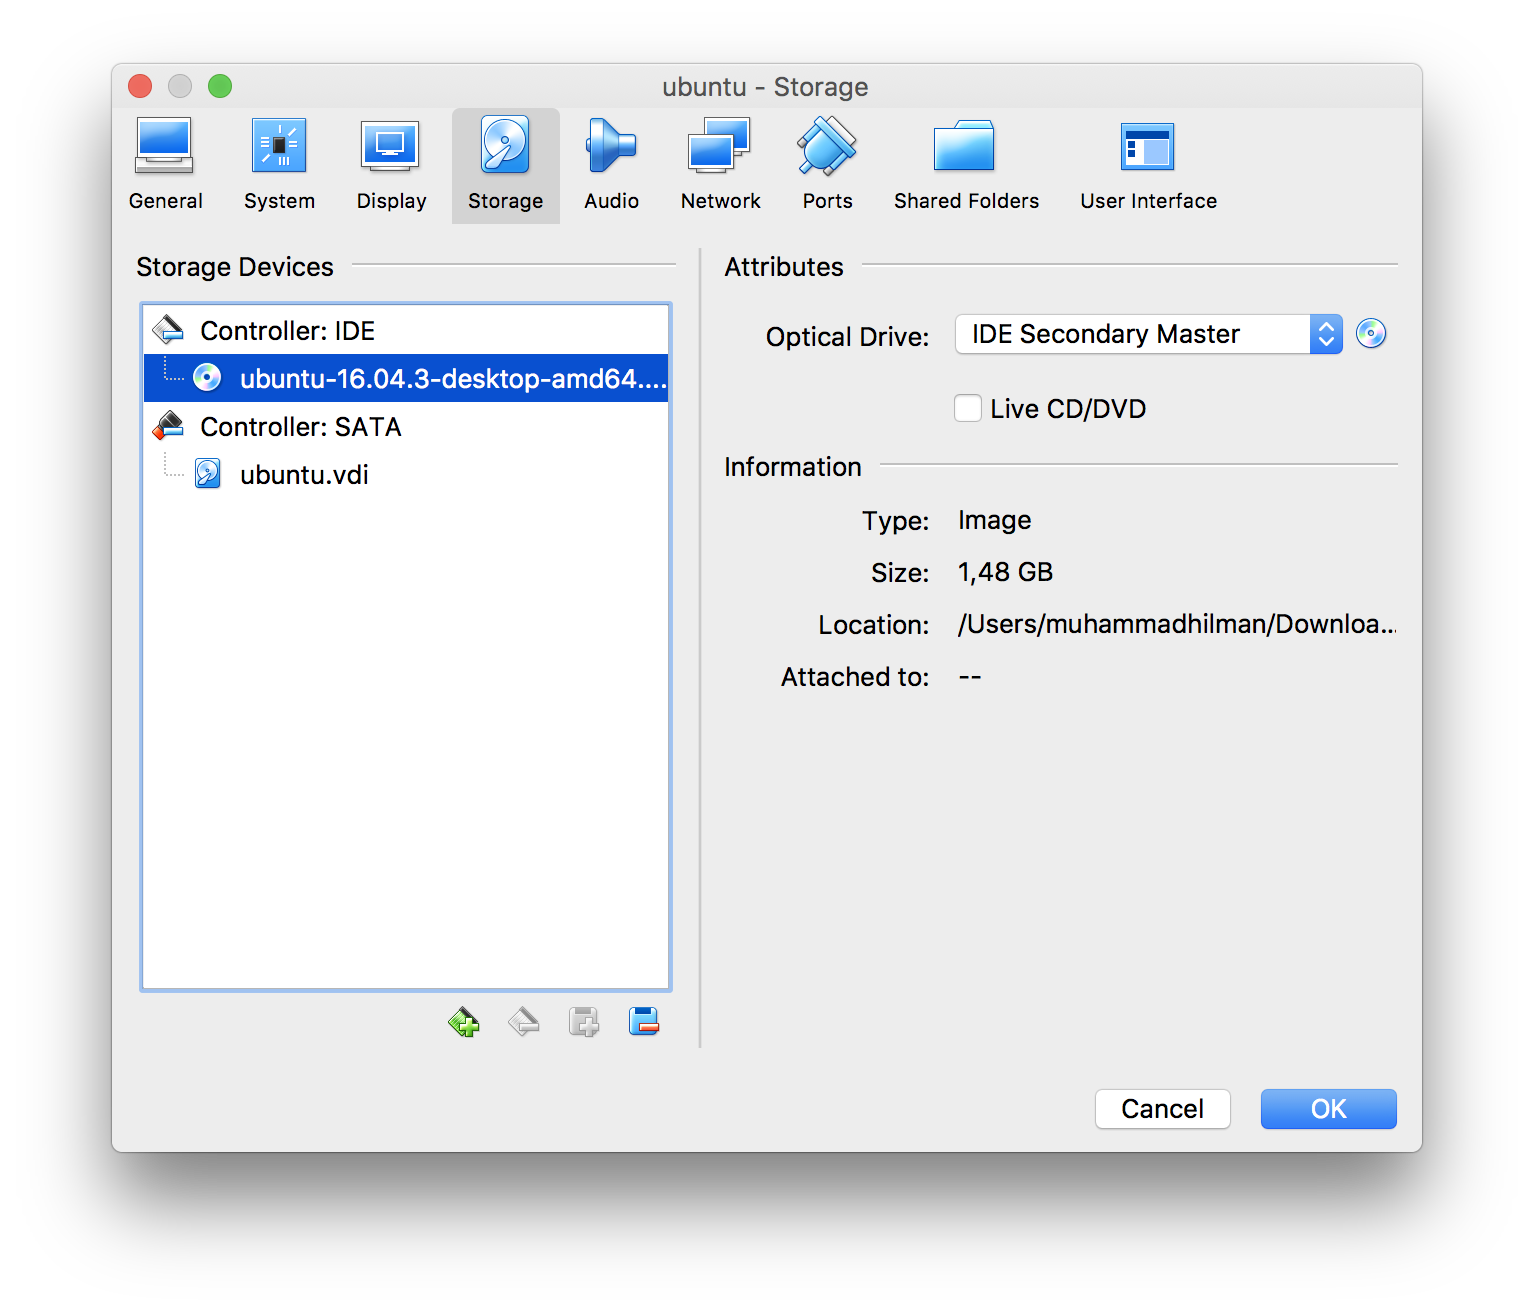 ubuntu - Storage
General
System
Display
Storage
Audio
Network
Ports
Shared Folders
User Interface
Storage Devices
Controller: IDE
ubuntu-16.04.3-desktop-amd64....
Controller: SATA
ubuntu.vdi
Attributes
Optical Drive: IDE Secondary Master
Live CD/DVD
Information
Type: Image
Size: 1,48 GB
Location: /Users/muhammadhilman/Downloa...
Attached to: --
Cancel
OK